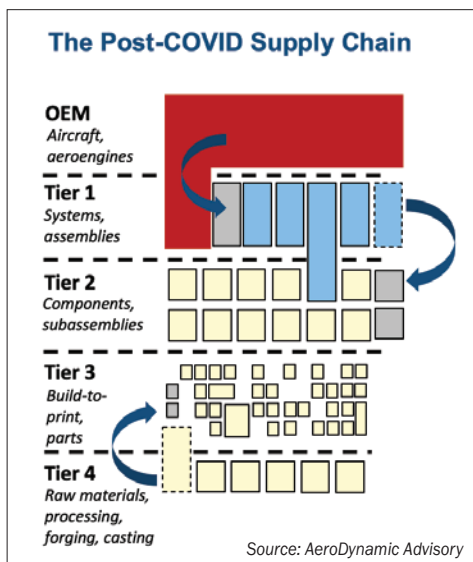 The Post-COVID Supply Chain
OEM
Aircraft,
aeroengines
Tier 1
Systems,
assemblies
Tier 2
Components,
subassemblies
Tier 3
Build-to-
print,
parts
Tier 4
Raw materials,
processing,
forging, casting
Source: AeroDynamic Advisory